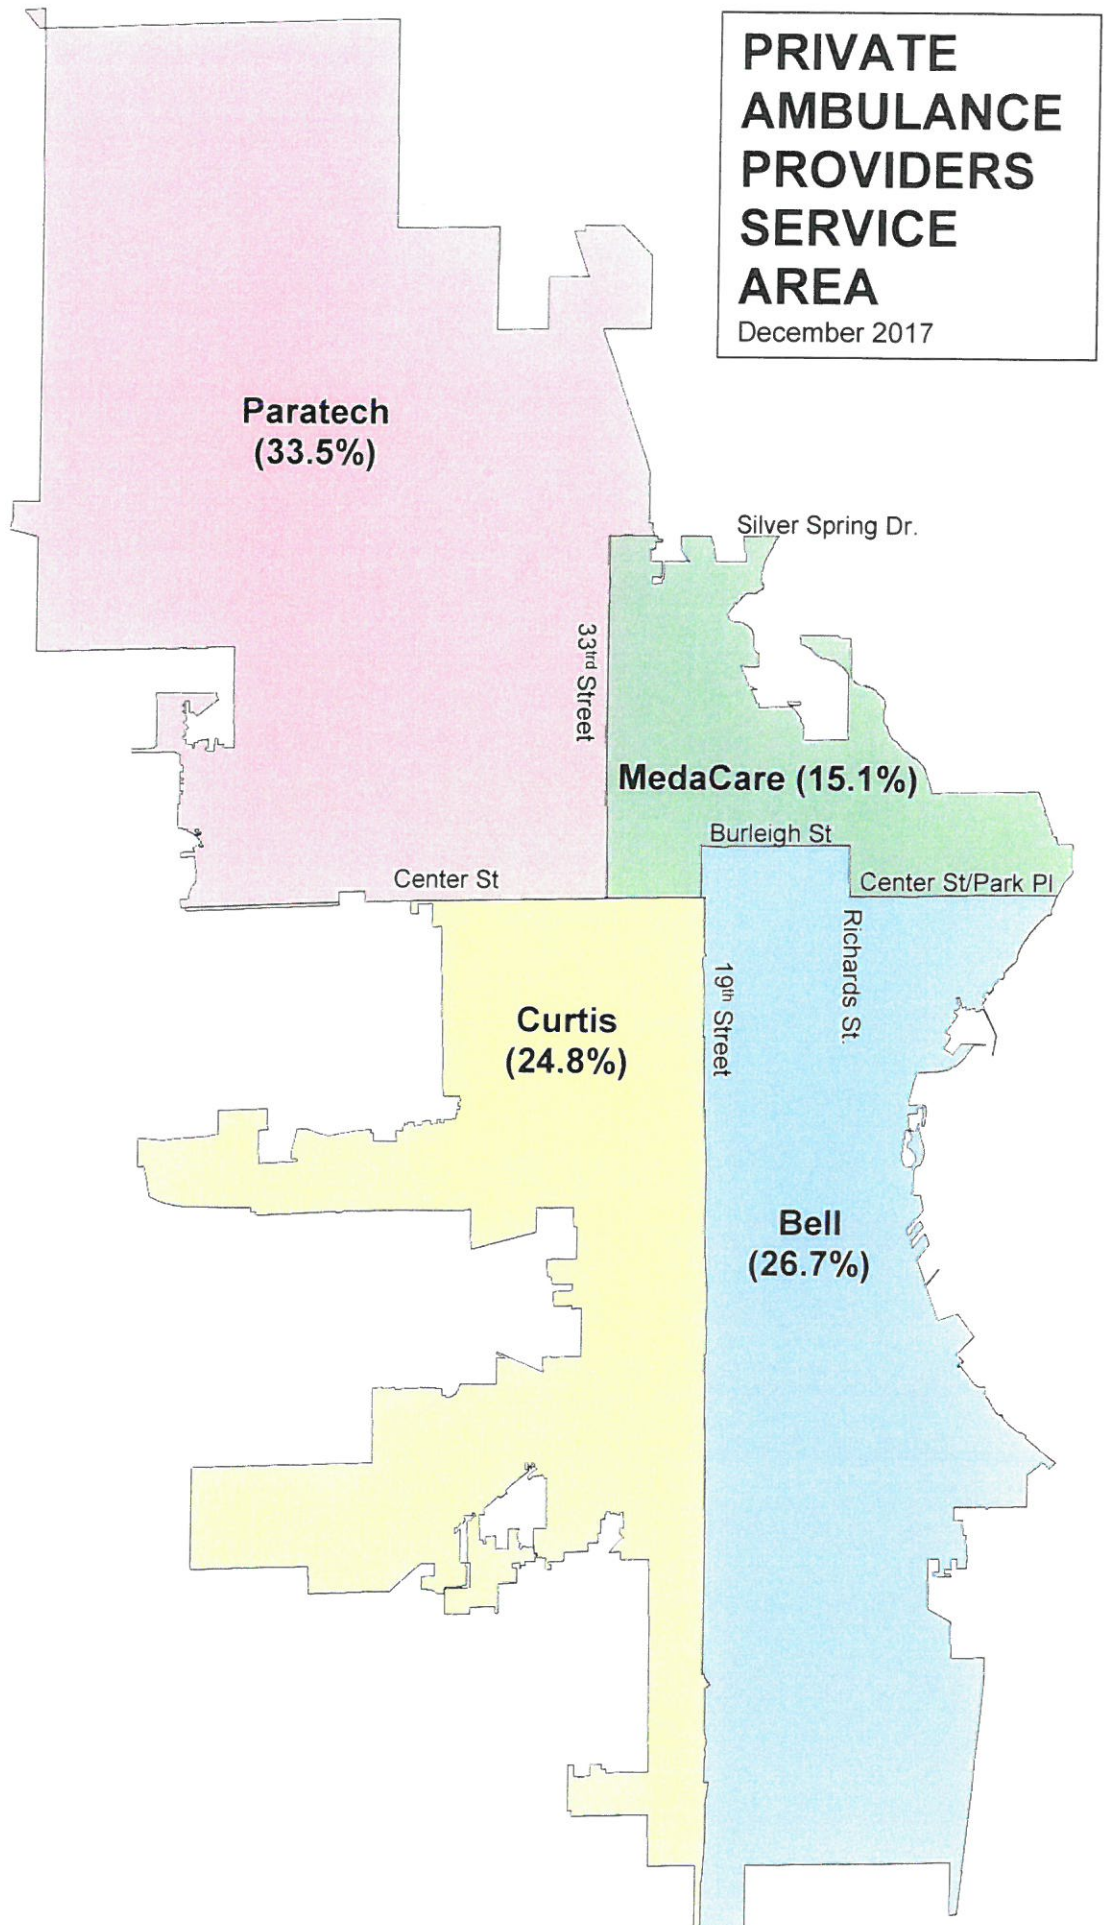 PRIVATE
AMBULANCE
PROVIDERS
SERVICE
AREA
December 2017
Paratech
(33.5%)
Silver Spring Dr.
33trd Street
MedaCare (15.1%)
Burleigh St
Center St
Center St/Park Pl
Richards St.
19th Street
Curtis
(24.8%)
Bell
(26.7%)